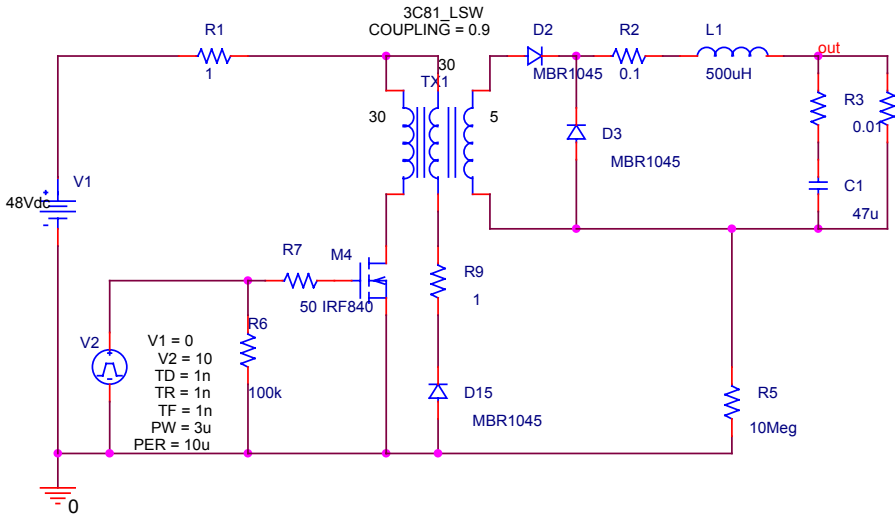 3C81_LSW
COUPLING = 0.9
R1
1
30
TX1
30
5
D2
MBR1045
R2
0.1
L1
500uH
out
R3
0.01
D3
MBR1045
C1
47u
V1
48Vdc
R7
50
M4
IRF840
R9
1
R6
100k
V2
V1 = 0
V2 = 10
TD = 1n
TR = 1n
TF = 1n
PW = 3u
PER = 10u
D15
MBR1045
R5
10Meg
0